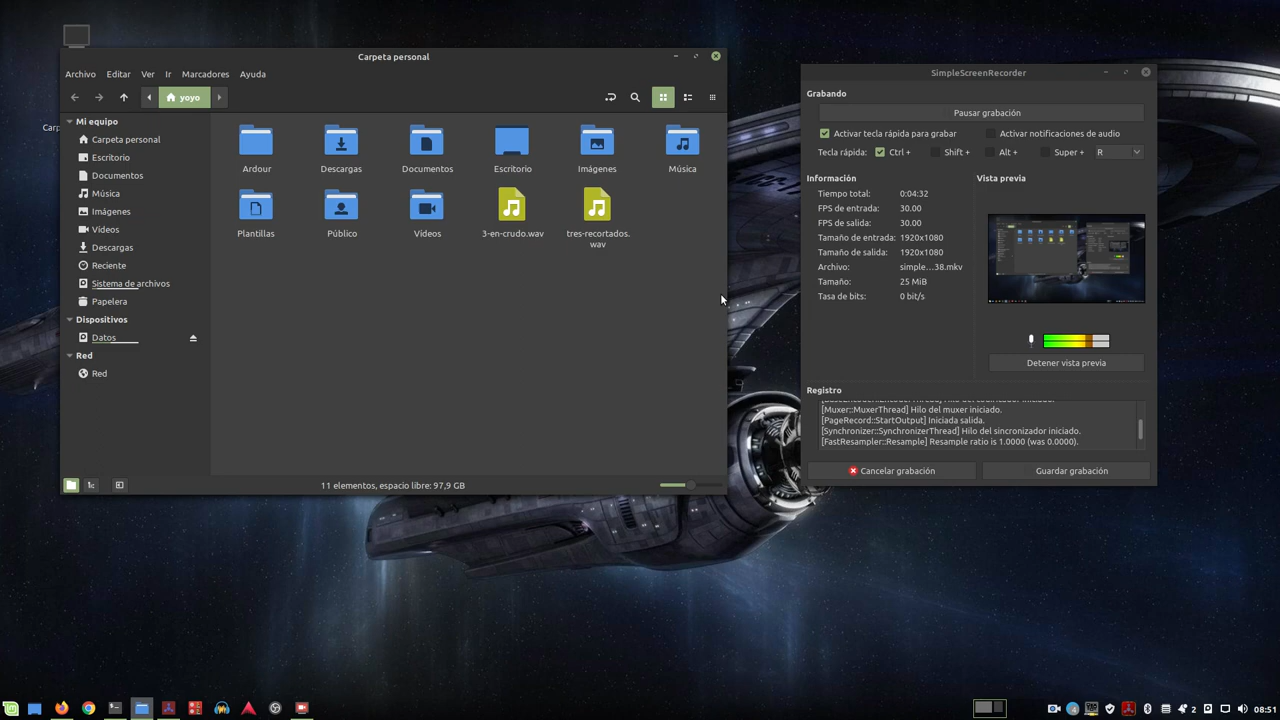 Carp
Carpeta personal
Archivo Editar Ver Ir Marcadores Ayuda
yoyo
Mi equipo
Carpeta personal
Escritorio
Documentos
Música
Imágenes
Vídeos
Descargas
Reciente
Sistema de archivos
Papelera
Dispositivos
Datos
Red
Red
Ardour Descargas Documentos Escritorio Imágenes Música
Plantillas Público Vídeos 3-en-crudo.wav tres-recortados.
wav
11 elementos, espacio libre: 97,9 GB
SimpleScreenRecorder
Grabando
Pausar grabación
Activar tecla rápida para grabar Activar notificaciones de audio
Tecla rápida: Ctrl + Shift + Alt + Super + R
Información
Tiempo total: 0:04:32
FPS de entrada: 30.00
FPS de salida: 30.00
Tamaño de entrada: 1920x1080
Tamaño de salida: 1920x1080
Archivo: simple…38.mkv
Tamaño: 25 MiB
Tasa de bits: 0 bit/s
Vista previa
Detener vista previa
Registro
[Muxer::MuxerThread] Hilo del muxer iniciado.
[PageRecord::StartOutput] Iniciada salida.
[Synchronizer::SynchronizerThread] Hilo del sincronizador iniciado.
[FastResampler::Resample] Resample ratio is 1.0000 (was 0.0000).
Cancelar grabación Guardar grabación
2 08:51